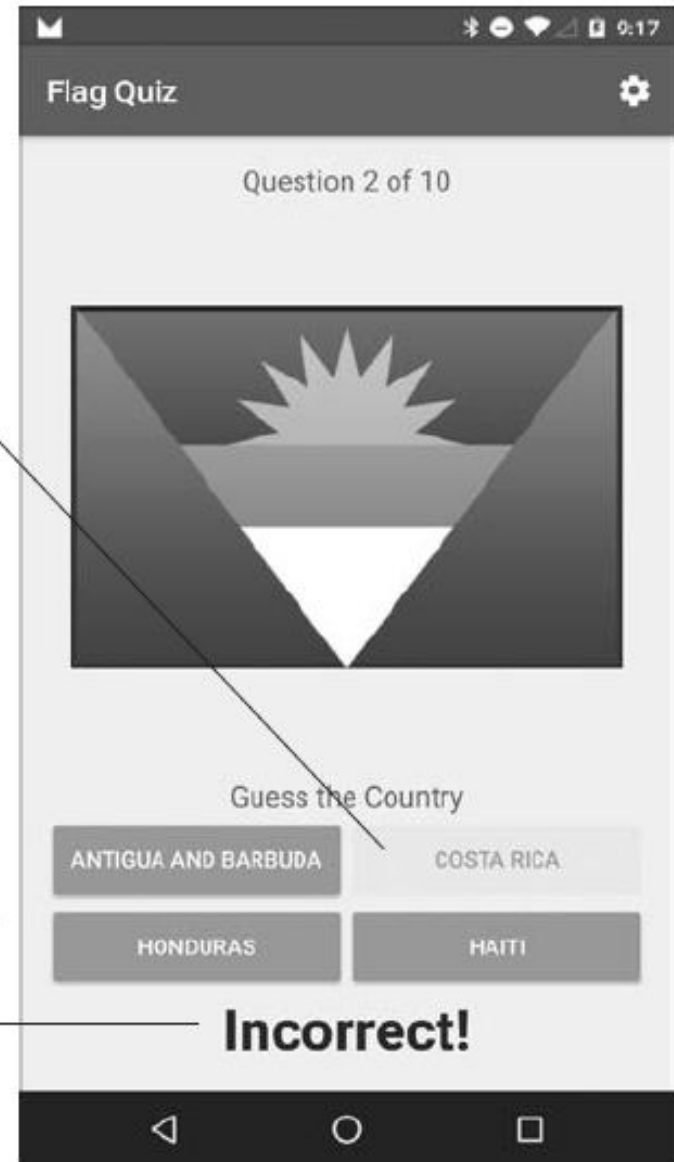 9:17
Flag Quiz
Question 2 of 10
Guess the Country
ANTIGUA AND BARBUDA
COSTA RICA
HONDURAS
HAITI
Incorrect!